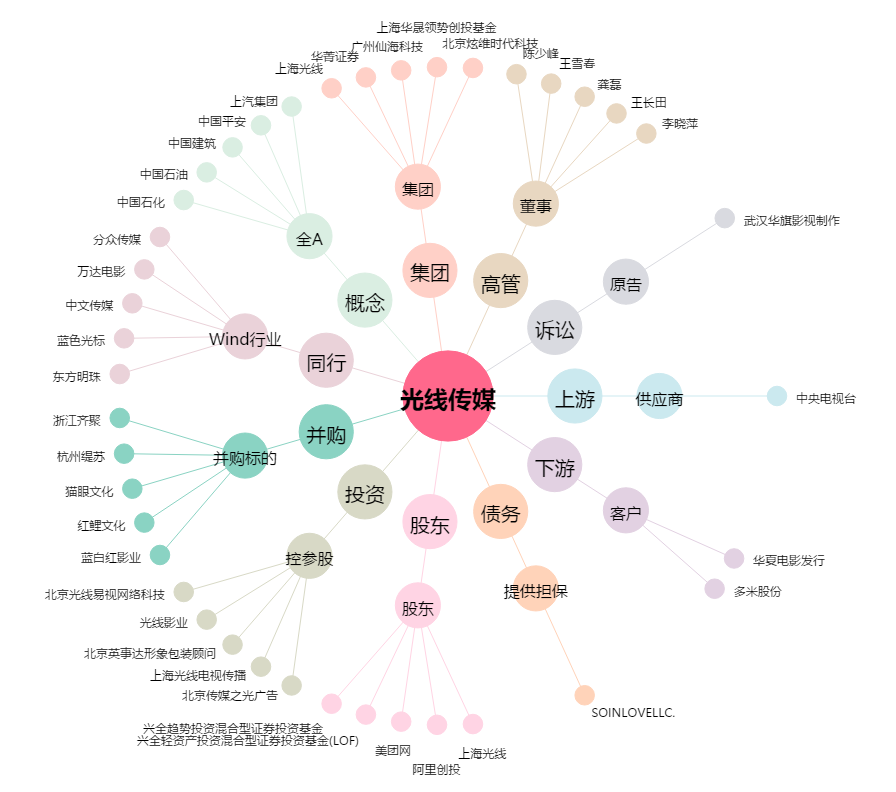 上海华晟领势创投基金
广州仙海科技
北京炫维时代科技
华菁证券
上海光线
陈少峰
王雪春
龚磊
王长田
李晓萍
上汽集团
中国平安
中国建筑
中国石油
中国石化
集团
董事
全A
集团
高管
概念
诉讼
原告
武汉华旗影视制作
分众传媒
万达电影
中文传媒
蓝色光标
东方明珠
Wind行业
同行
光线传媒
上游
供应商
中央电视台
浙江齐聚
杭州缇苏
猫眼文化
红鲤文化
蓝白红影业
并购标的
并购
投资
股东
债务
下游
客户
华夏电影发行
多米股份
控参股
股东
提供担保
北京光线易视网络科技
光线影业
北京英事达形象包装顾问
上海光线电视传播
北京传媒之光广告
兴全趋势投资混合型证券投资基金
兴全轻资产投资混合型证券投资基金(LOF)
美团网
阿里创投
上海光线
SOINLOVELLC.